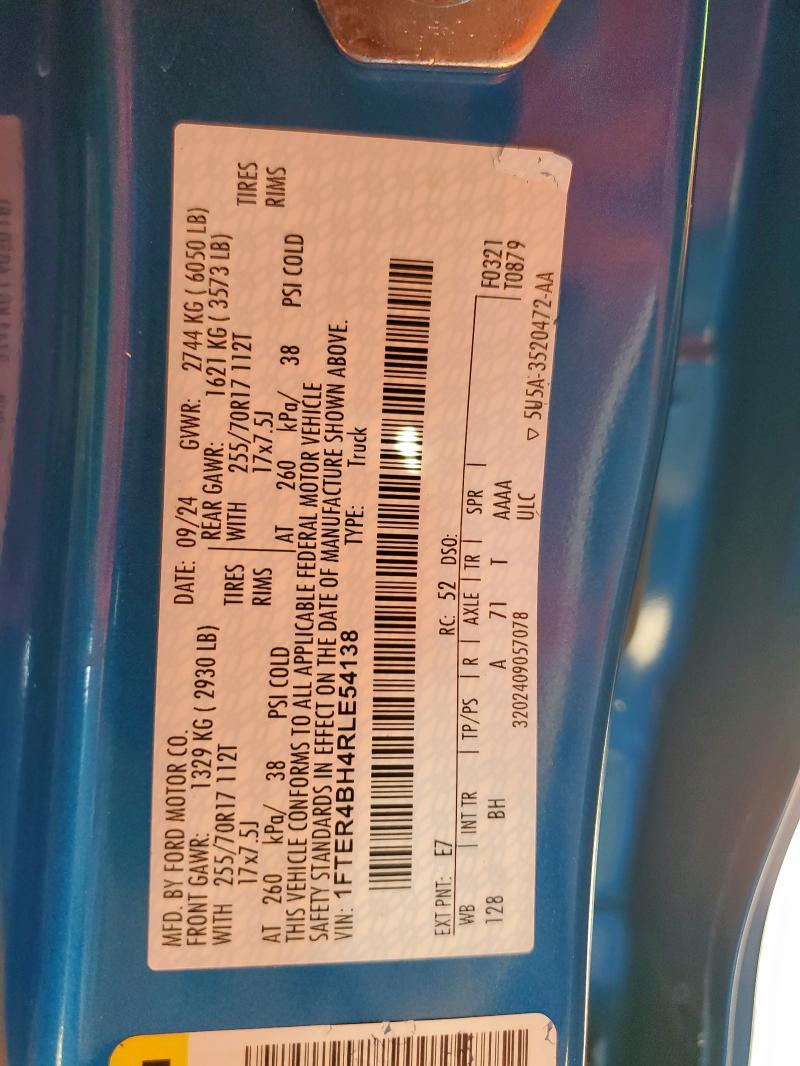 MFD. BY FORD MOTOR CO.
DATE: 09/24 GVWR: 2744 KG ( 6050 LB)
FRONT GAWR: 1329 KG ( 2930 LB) REAR GAWR: 1621 KG ( 3573 LB)
WITH 255/70R17 112T TIRES WITH 255/70R17 112T TIRES
17x7.5J RIMS 17x7.5J RIMS
AT 260 kPa/ 38 PSI COLD AT 260 kPa/ 38 PSI COLD
THIS VEHICLE CONFORMS TO ALL APPLICABLE FEDERAL MOTOR VEHICLE
SAFETY STANDARDS IN EFFECT ON THE DATE OF MANUFACTURE SHOWN ABOVE.
VIN: 1FTER4BH4RLE54138 TYPE: Truck
EXT PNT: E7 RC: 52 DSO:
WB INT TR TP/PS R AXLE TR SPR F0321
128 BH A 71 T AAAA T0879
3202409057078 ULC
▽ 5U5A-3520472-AA